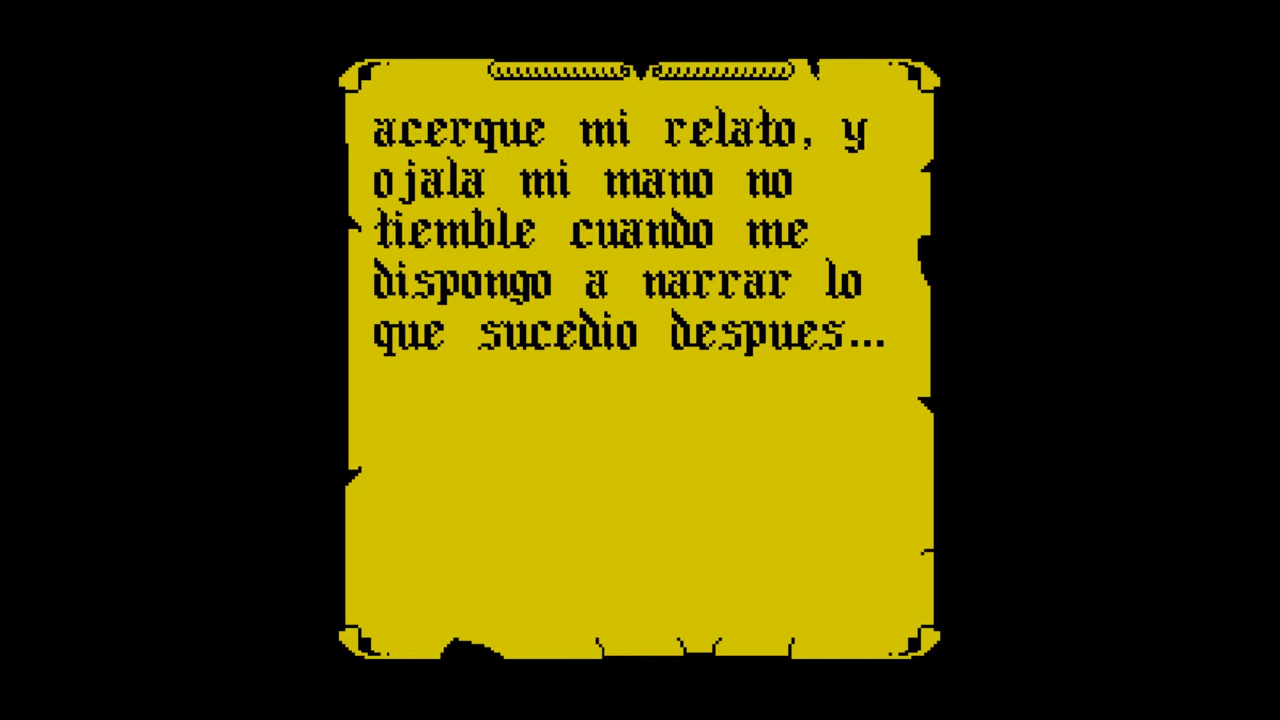 acerque mi relato, y
ojala mi mano no
tiemble cuando me
dispongo a narrar lo
que sucedio despues...